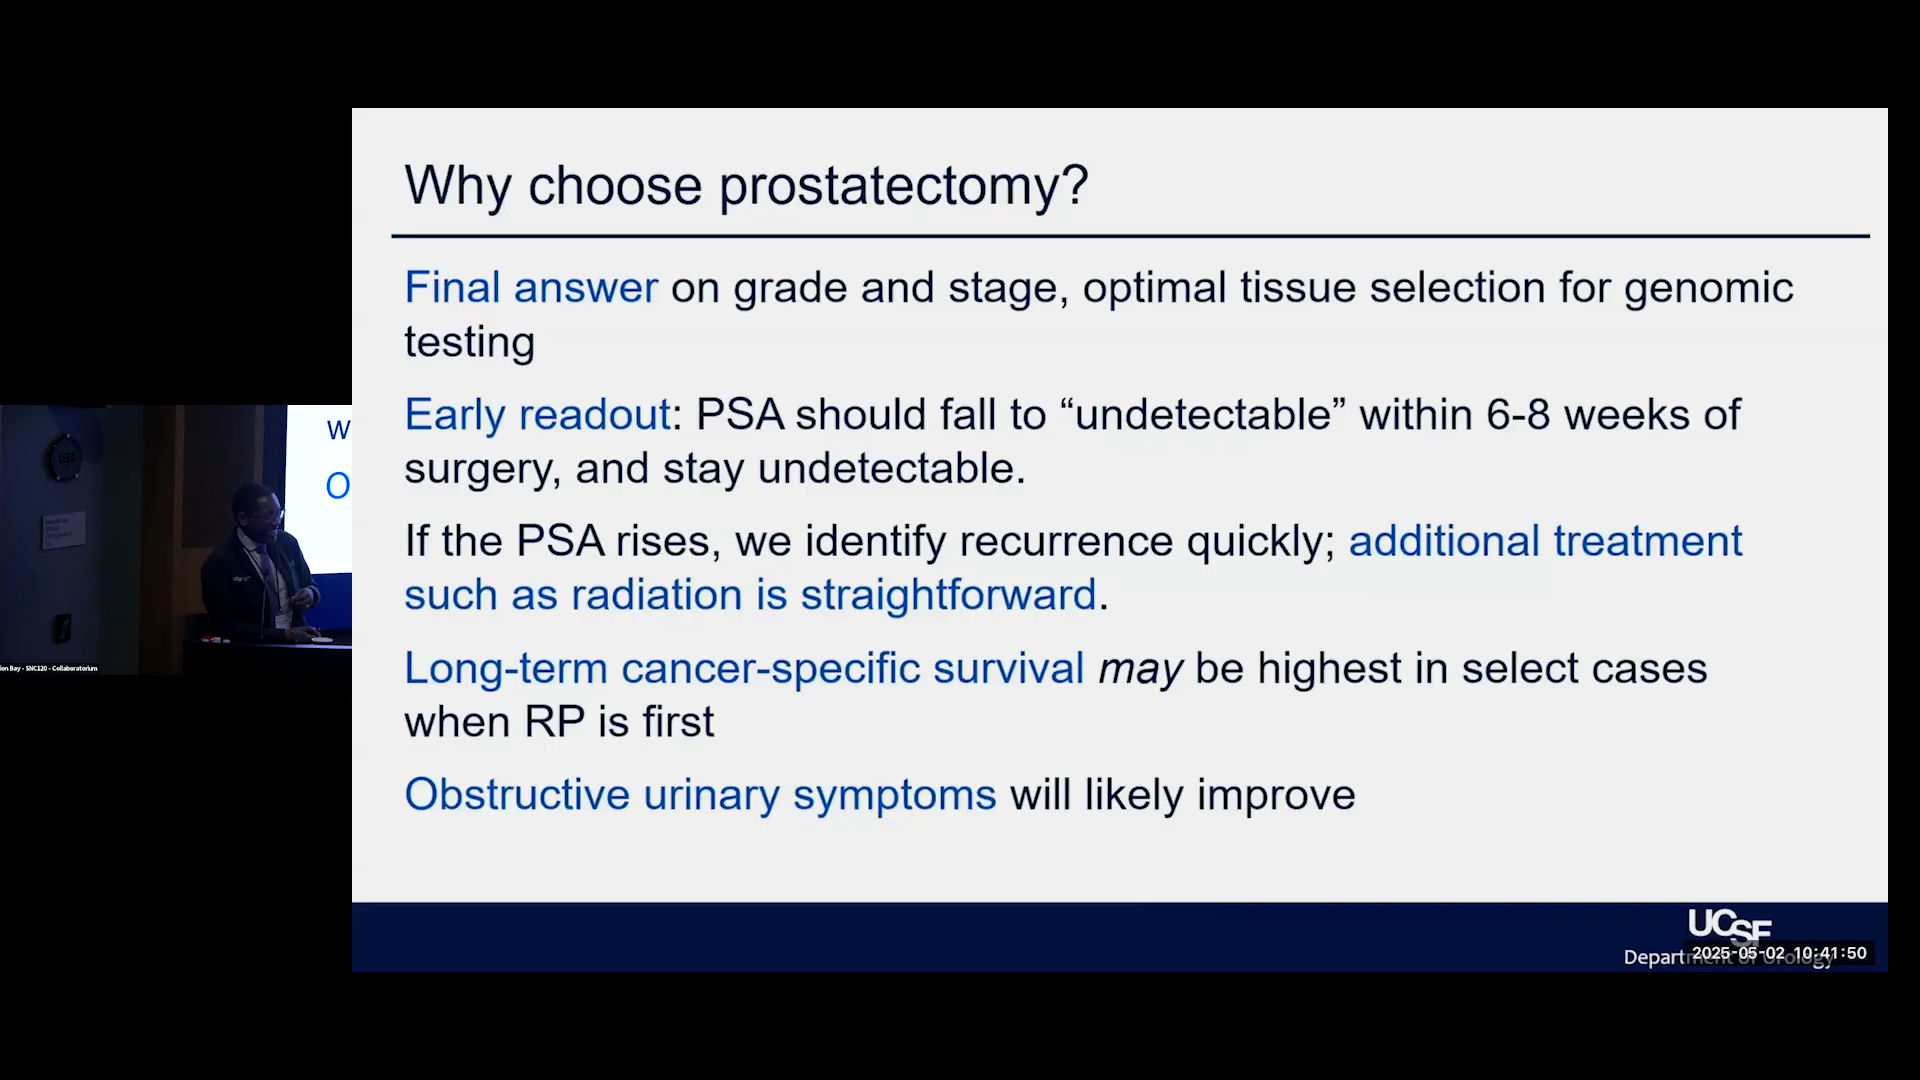 Why choose prostatectomy?
Final answer on grade and stage, optimal tissue selection for genomic
testing
Early readout: PSA should fall to “undetectable” within 6-8 weeks of
surgery, and stay undetectable.
If the PSA rises, we identify recurrence quickly; additional treatment
such as radiation is straightforward.
Long-term cancer-specific survival may be highest in select cases
when RP is first
Obstructive urinary symptoms will likely improve
w
O
ion Bay - SNC120 - Collaboratorium
UCSF
Department of Urology
2025-05-02 10:41:50